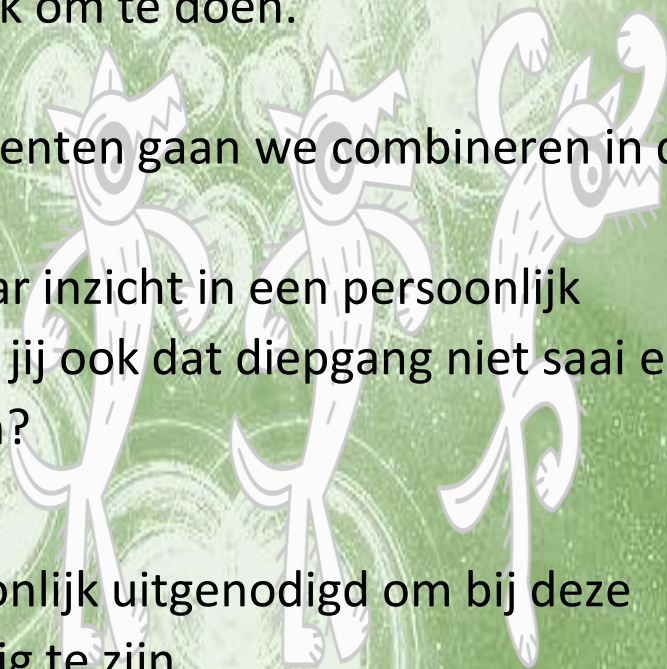 k om te doen.
enten gaan we combineren in
ar inzicht in een persoonlijk
jij ook dat diepgang niet saai e
n?
onlijk uitgenodigd om bij deze
ig te zijn